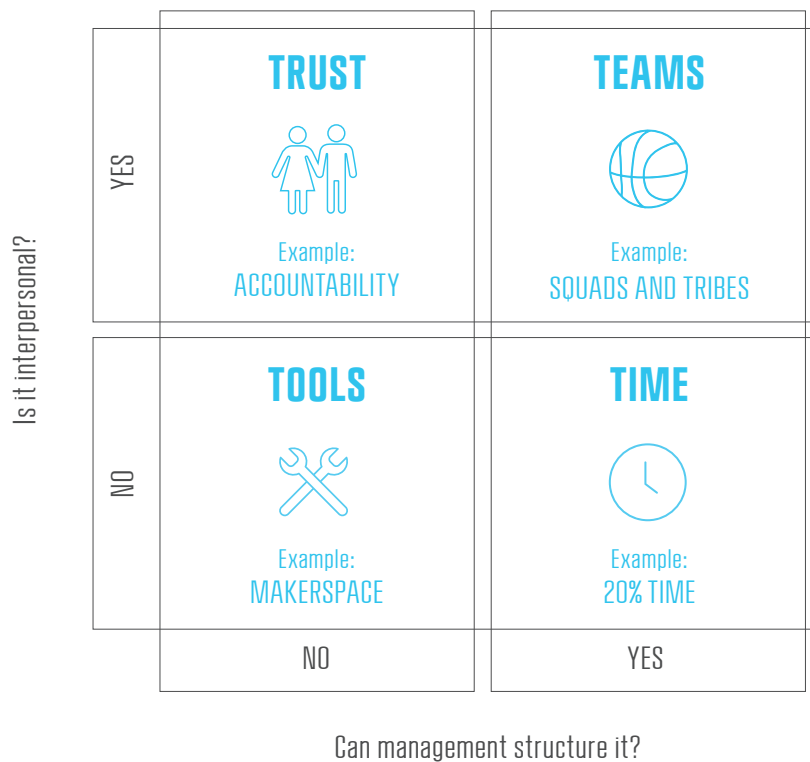 Is it interpersonal?
YES
TRUST
Example:
ACCOUNTABILITY
TEAMS
Example:
SQUADS AND TRIBES
NO
TOOLS
Example:
MAKERSPACE
TIME
Example:
20% TIME
NO
YES
Can management structure it?